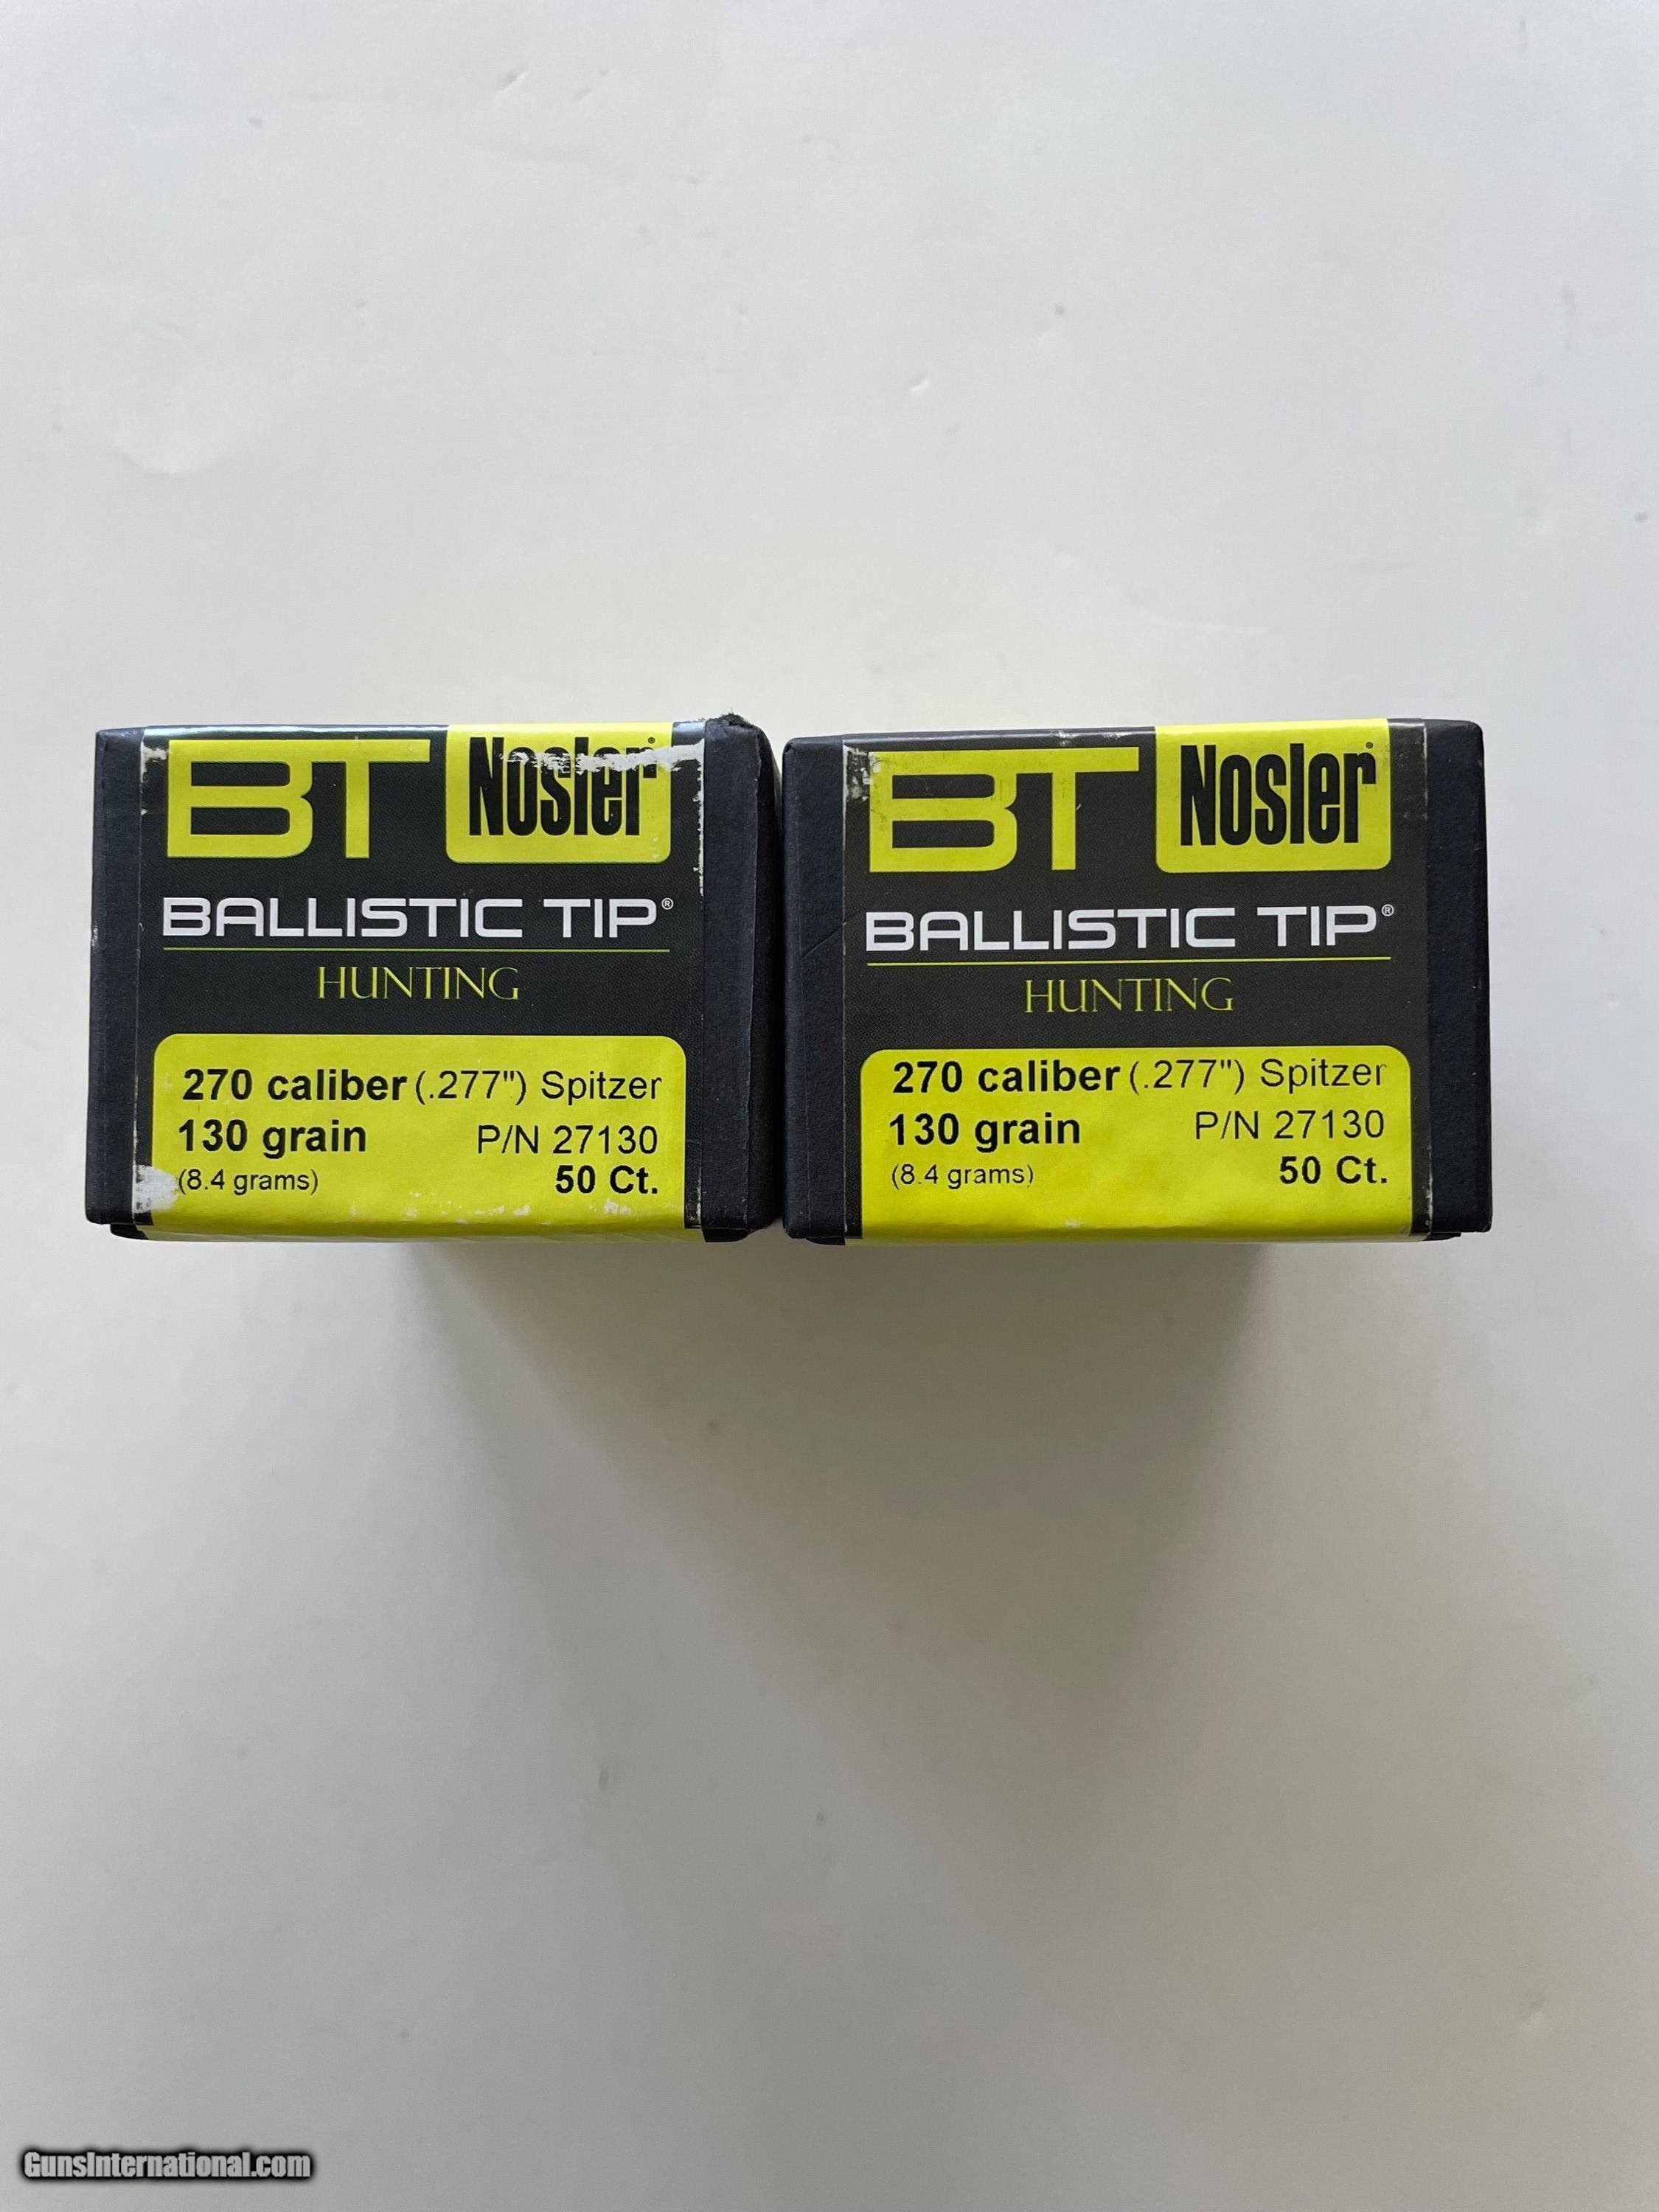 BT Nosler®
BALLISTIC TIP®
HUNTING
270 caliber (.277") Spitzer
130 grain P/N 27130
(8.4 grams) 50 Ct.
BT Nosler®
BALLISTIC TIP®
HUNTING
270 caliber (.277") Spitzer
130 grain P/N 27130
(8.4 grams) 50 Ct.
GunsInternational.com